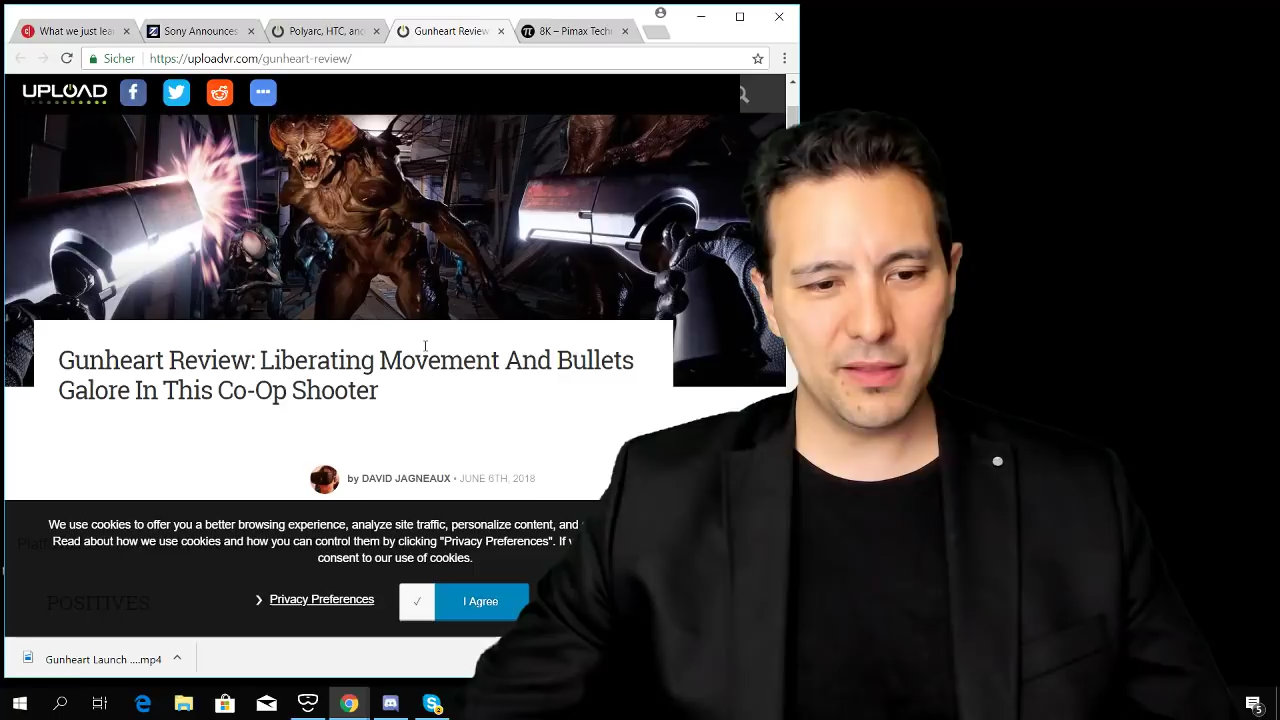 What we just lea
Sony Announces
Polyarc, HTC, an
Gunheart Review
8K – Pimax Tech
Sicher
https://uploadvr.com/gunheart-review/
UPLOAD
Gunheart Review: Liberating Movement And Bullets
Galore In This Co-Op Shooter
by DAVID JAGNEAUX • JUNE 6TH, 2018
We use cookies to offer you a better browsing experience, analyze site traffic, personalize content, and
Read about how we use cookies and how you can control them by clicking "Privacy Preferences". If
consent to our use of cookies.
POSITIVES
Privacy Preferences
I Agree
Gunheart Launch ....mp4
2
5